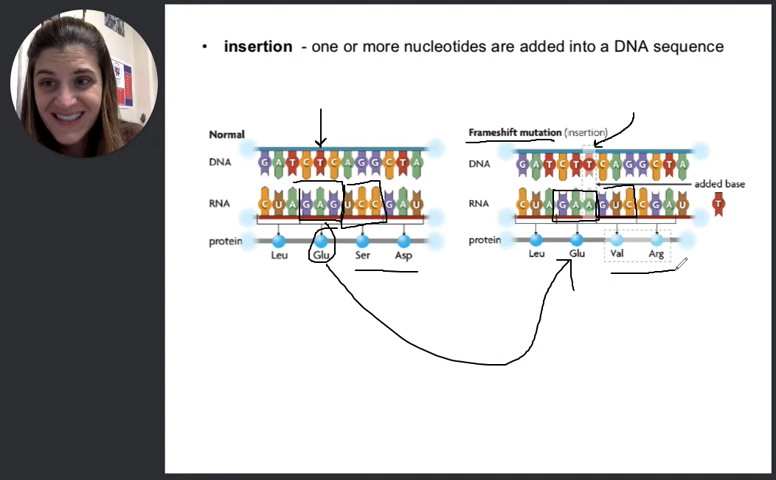 • insertion - one or more nucleotides are added into a DNA sequence
Normal
DNA G A T C T C A G G C T A
RNA C U A G A G U C C G A U
protein
Leu Glu Ser Asp
Frameshift mutation (insertion)
DNA G A T C T T C A G G C T A
added base
RNA C U A G A A G U C C G A U T
protein
Leu Glu Val Arg